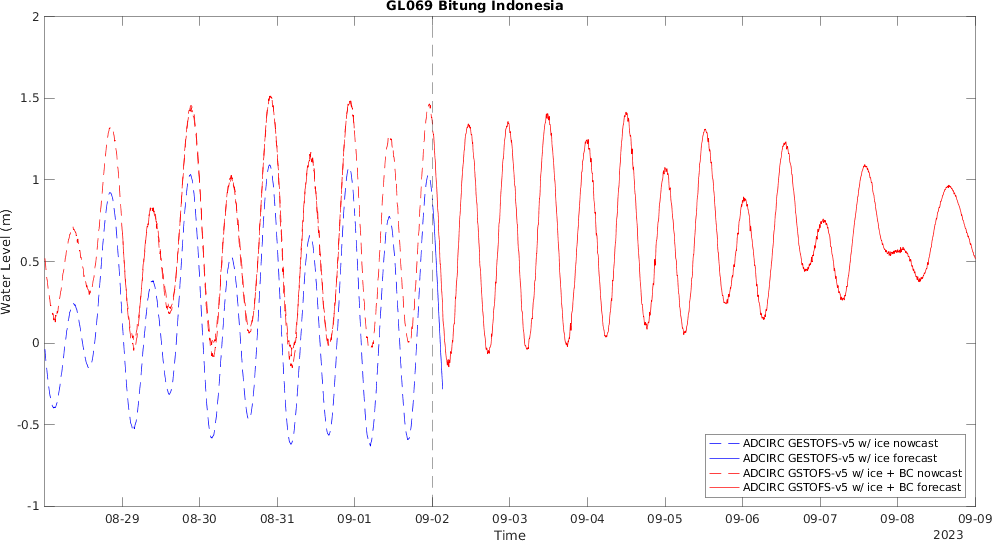 GL069 Bitung Indonesia
2
1.5
1
0.5
0
-0.5
-1
Water Level (m)
ADCIRC GESTOFS-v5 w/ ice nowcast
ADCIRC GESTOFS-v5 w/ ice forecast
ADCIRC GSTOFS-v5 w/ ice + BC nowcast
ADCIRC GSTOFS-v5 w/ ice + BC forecast
08-29 08-30 08-31 09-01 09-02 09-03 09-04 09-05 09-06 09-07 09-08 09-09
Time
2023